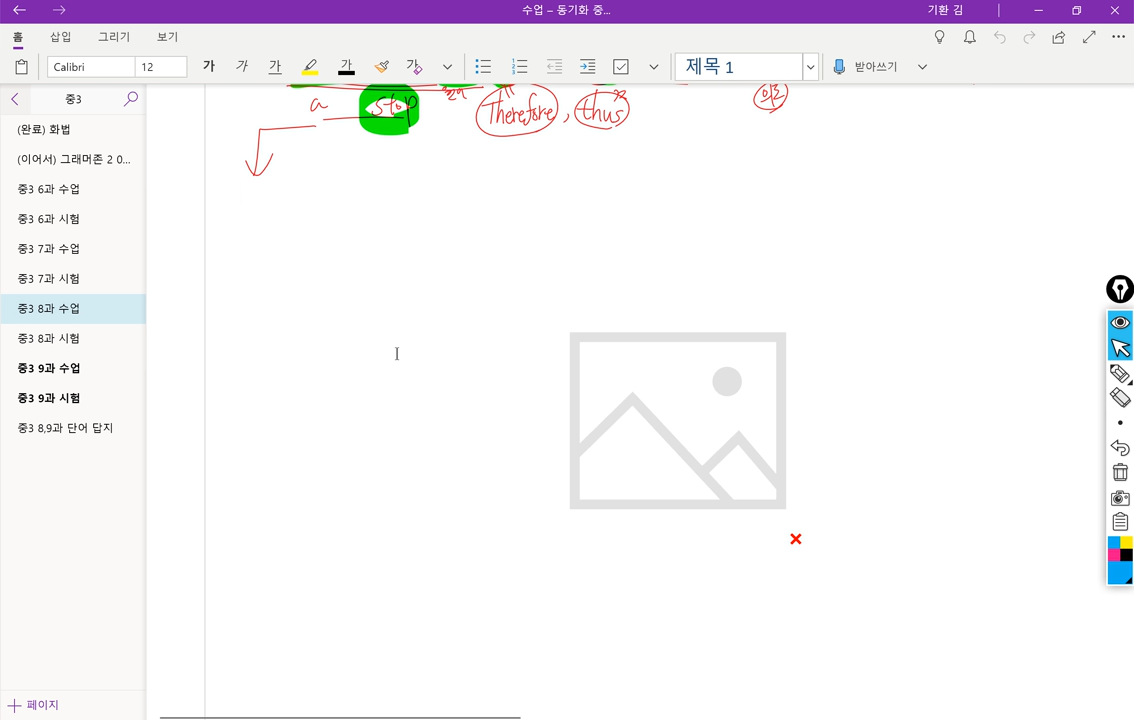 수업 – 동기화 중...
기환 김
홈
삽입
그리기
보기
Calibri
12
가
가
가
가
가
제목 1
받아쓰기
중3
(완료) 화법
(이어서) 그래머존 2 0...
중3 6과 수업
중3 6과 시험
중3 7과 수업
중3 7과 시험
중3 8과 수업
중3 8과 시험
중3 9과 수업
중3 9과 시험
중3 8,9과 단어 답지
페이지
a stop Therefore, thus